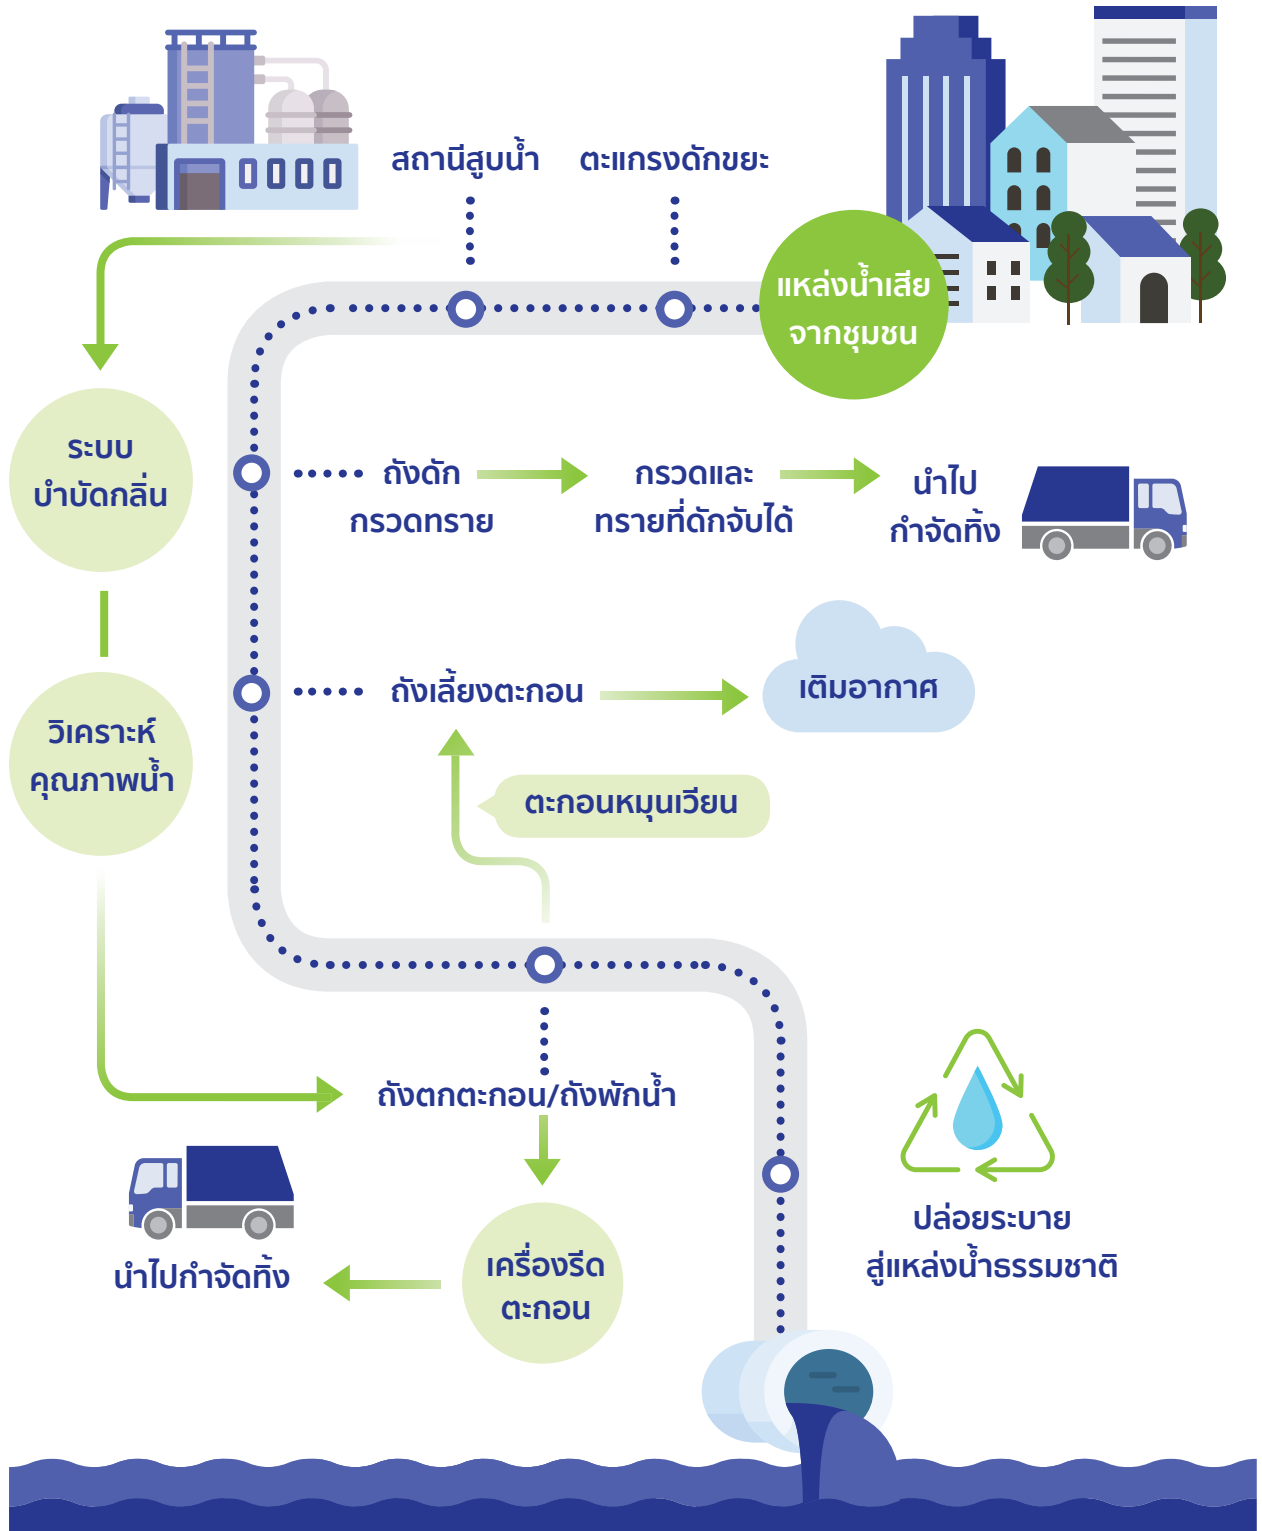 สถานีสูบน้ำ
ตะแกรงดักขยะ
แหล่งน้ำเสีย
จากชุมชน
ระบบ
บำบัดกลิ่น
ถังดัก
กรวดทราย
กรวดและ
ทรายที่ดักจับได้
นำไป
กำจัดทิ้ง
วิเคราะห์
คุณภาพน้ำ
ถังเลี้ยงตะกอน
เติมอากาศ
ตะกอนหมุนเวียน
ถังตกตะกอน/ถังพักน้ำ
นำไปกำจัดทิ้ง
เครื่องรีด
ตะกอน
ปล่อยระบาย
สู่แหล่งน้ำธรรมชาติ